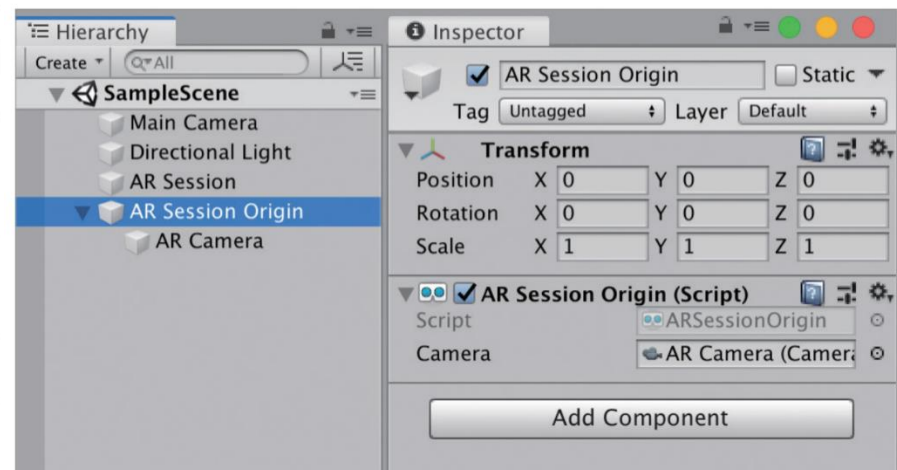 Hierarchy
Create All
SampleScene
Main Camera
Directional Light
AR Session
AR Session Origin
AR Camera
Inspector
AR Session Origin Static
Tag Untagged Layer Default
Transform
Position X 0 Y 0 Z 0
Rotation X 0 Y 0 Z 0
Scale X 1 Y 1 Z 1
AR Session Origin (Script)
Script ARSessionOrigin
Camera AR Camera (Camera
Add Component